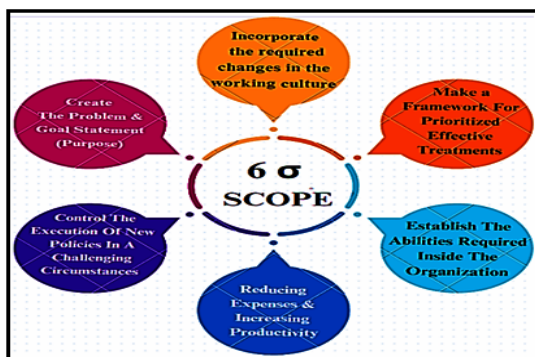 Incorporate
the required
changes in the
working culture
Create
The Problem &
Goal Statement
(Purpose)
Make a
Framework For
Prioritized
Effective
Treatments
6 σ
SCOPE
Control The
Execution Of New
Policies In A
Challenging
Circumstances
Establish The
Abilities Required
Inside The
Organization
Reducing
Expenses &
Increasing
Productivity